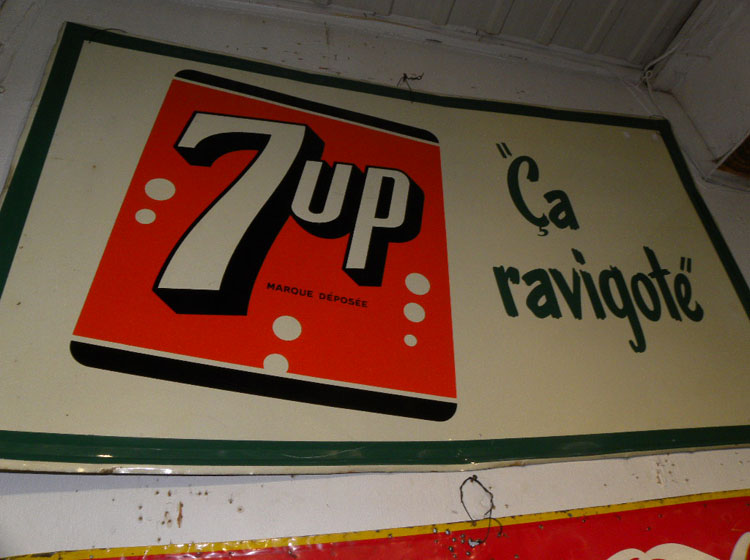 7up
MARQUE DÉPOSÉE
"Ça
ravigote"